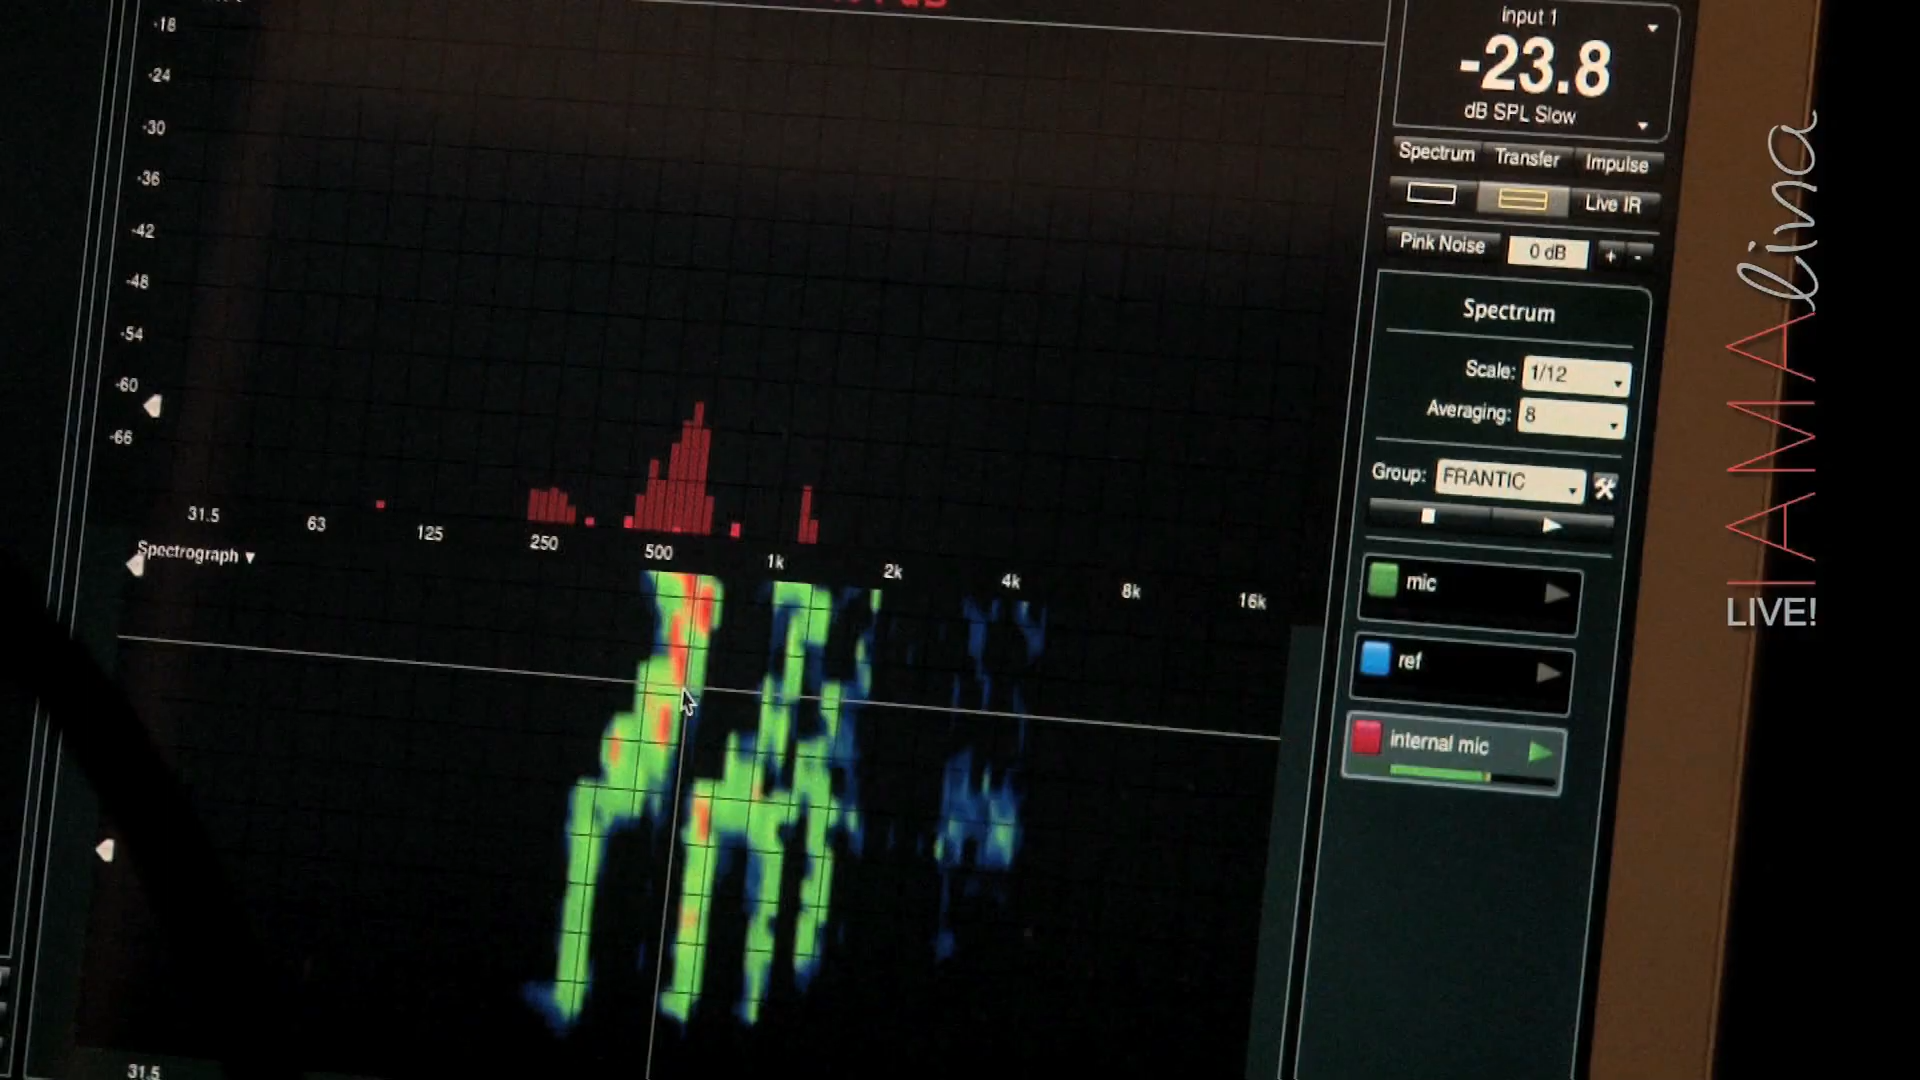 -18
-24
-30
-36
-42
-48
-54
-60
-66
31.5 63 125 250 500 1k 2k 4k 8k 16k
Spectrograph
31.5
dB
input 1
-23.8
dB SPL Slow
Spectrum Transfer Impulse
Live IR
Pink Noise 0 dB + -
Spectrum
Scale: 1/12
Averaging: 8
Group: FRANTIC
mic
ref
internal mic
IAMAlina
LIVE!